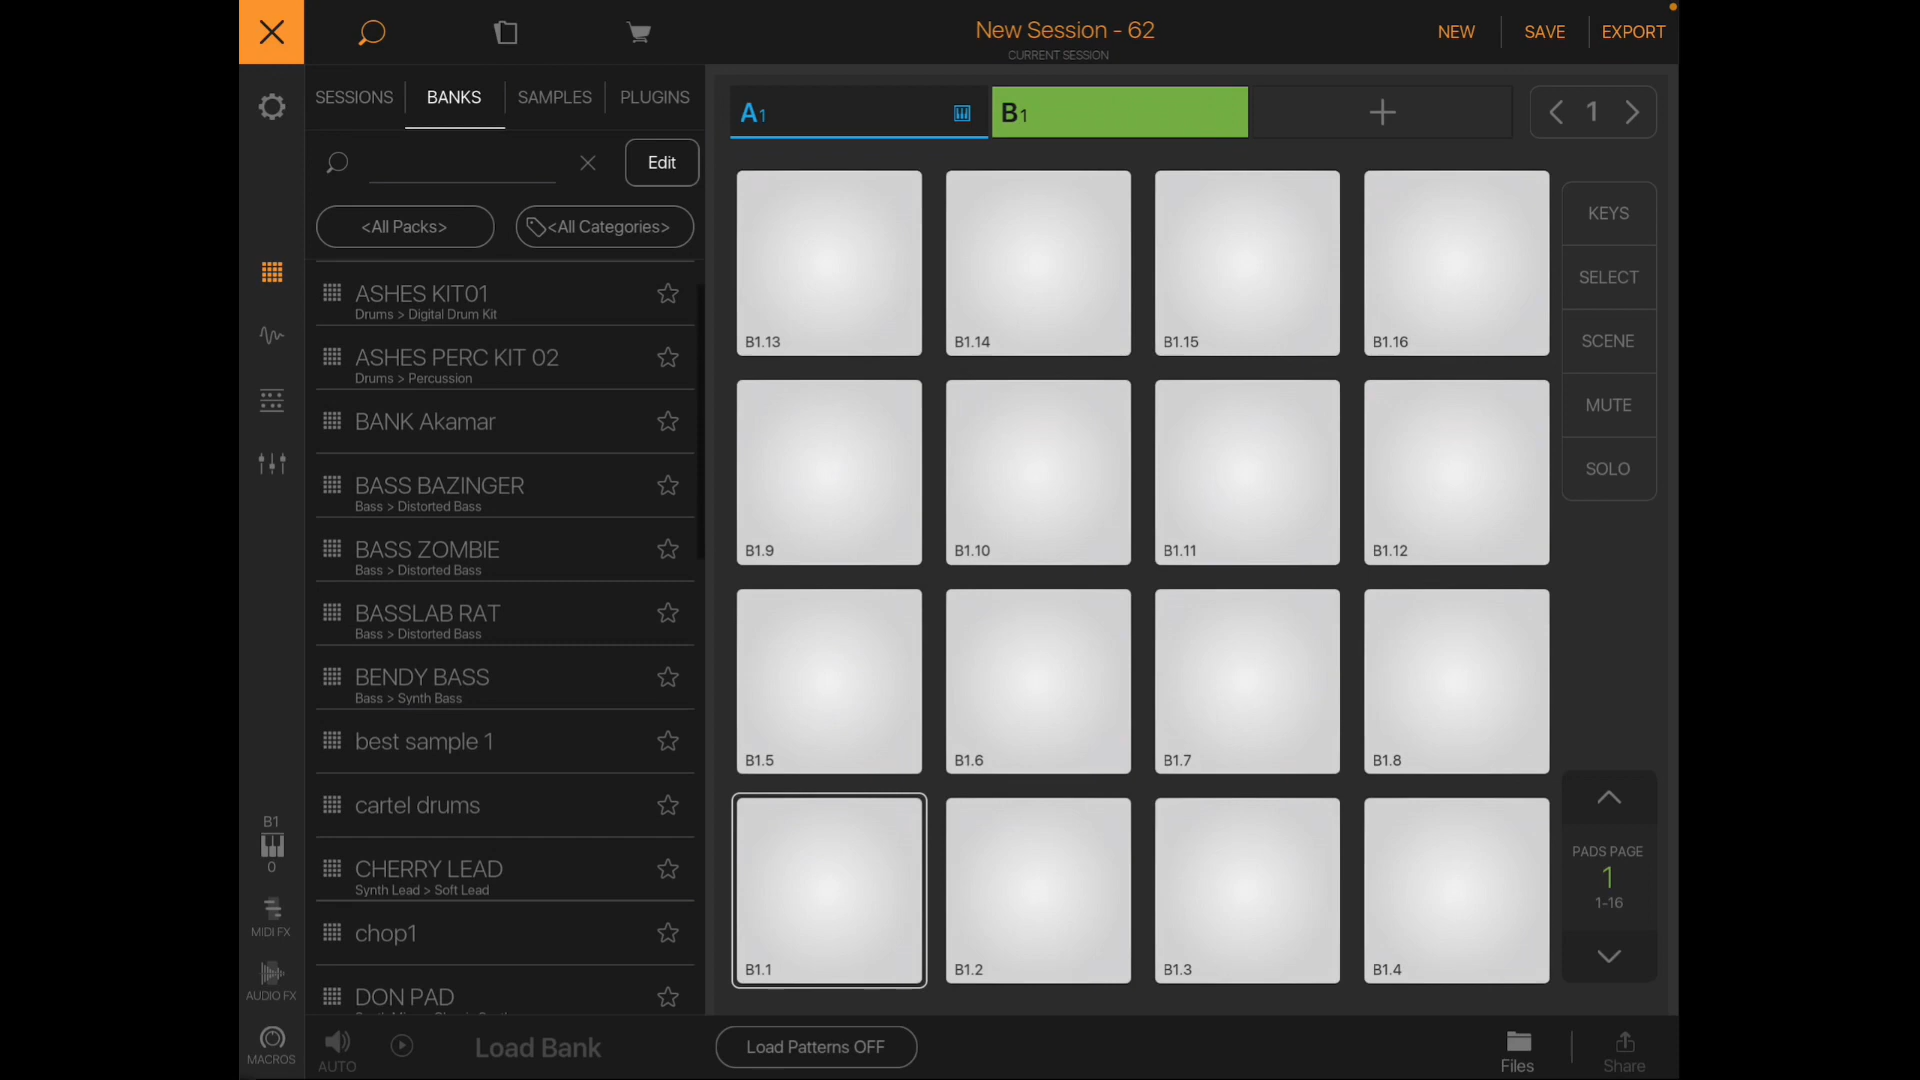 New Session - 62
CURRENT SESSION
NEW
SAVE
EXPORT
SESSIONS
BANKS
SAMPLES
PLUGINS
Edit
<All Packs>
<All Categories>
ASHES KIT01
Drums > Digital Drum Kit
ASHES PERC KIT 02
Drums > Percussion
BANK Akamar
BASS BAZINGER
Bass > Distorted Bass
BASS ZOMBIE
Bass > Distorted Bass
BASSLAB RAT
Bass > Distorted Bass
BENDY BASS
Bass > Synth Bass
best sample 1
cartel drums
CHERRY LEAD
Synth Lead > Soft Lead
chop1
DON PAD
A1
B1
1
B1.13
B1.14
B1.15
B1.16
B1.9
B1.10
B1.11
B1.12
B1.5
B1.6
B1.7
B1.8
B1.1
B1.2
B1.3
B1.4
KEYS
SELECT
SCENE
MUTE
SOLO
PADS PAGE
1
1-16
B1
0
MIDI FX
AUDIO FX
MACROS
AUTO
Load Bank
Load Patterns OFF
Files
Share